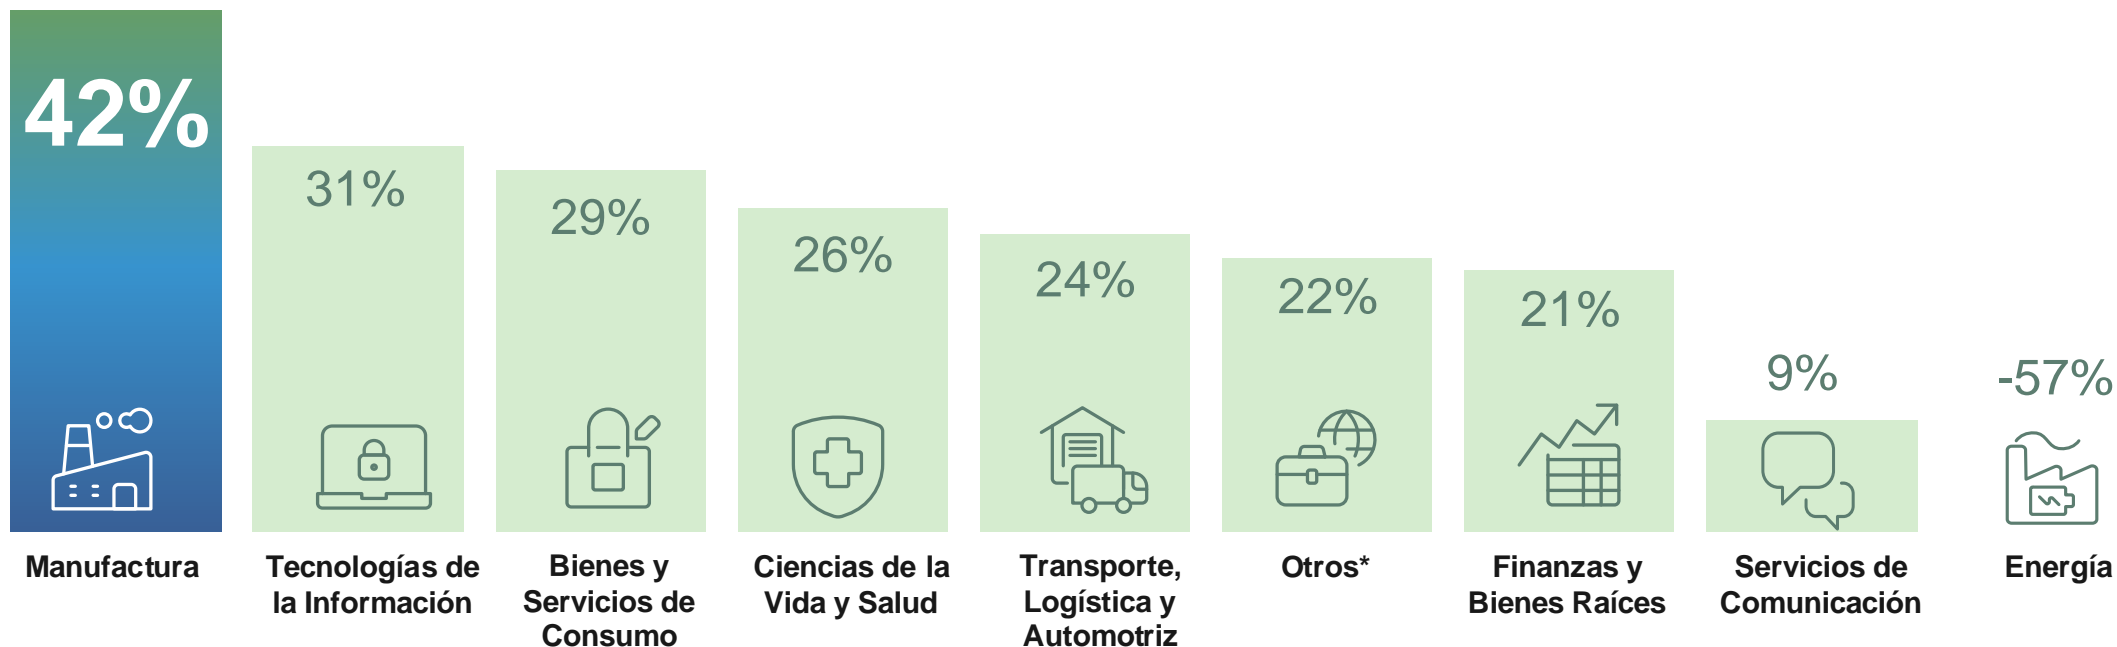 42%
31%
29%
26%
24%
22%
21%
9%
-57%
Manufactura
Tecnologías de
la Información
Bienes y
Servicios de
Consumo
Ciencias de la
Vida y Salud
Transporte,
Logística y
Automotriz
Otros*
Finanzas y
Bienes Raíces
Servicios de
Comunicación
Energía